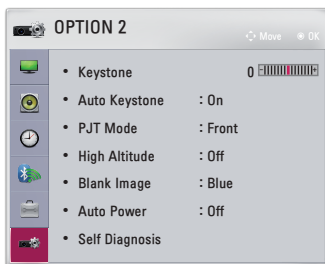 OPTION 2
Move OK
• Keystone 0
• Auto Keystone : On
• PJT Mode : Front
• High Altitude : Off
• Blank Image : Blue
• Auto Power : Off
• Self Diagnosis